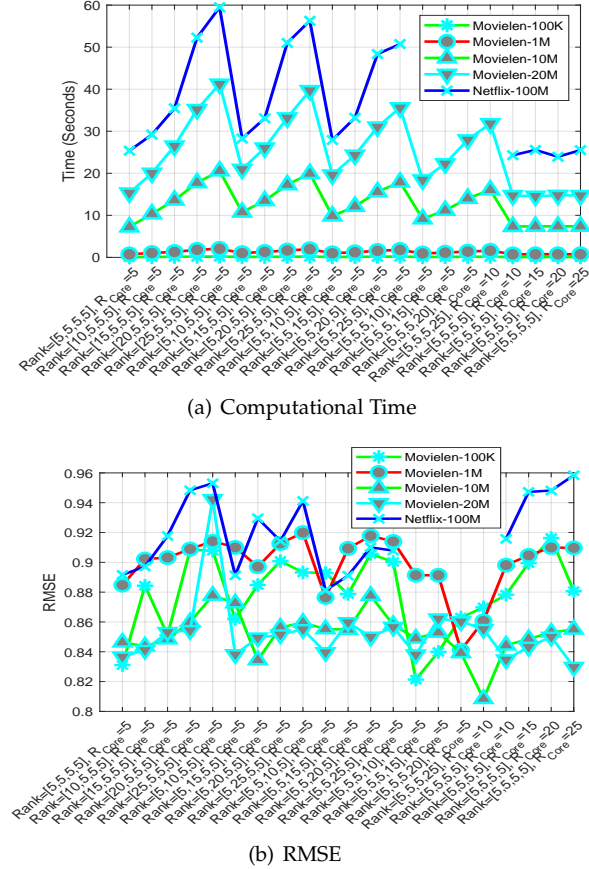 60
50
40
30
20
10
0
Time (Seconds)
Movielen-100K
Movielen-1M
Movielen-10M
Movielen-20M
Netflix-100M
Rank=[5,5,5,5], R_Core=5
Rank=[10,5,5,5], R_Core=5
Rank=[15,5,5,5], R_Core=5
Rank=[20,5,5,5], R_Core=5
Rank=[25,5,5,5], R_Core=5
Rank=[5,10,5,5], R_Core=5
Rank=[5,15,5,5], R_Core=5
Rank=[5,20,5,5], R_Core=5
Rank=[5,25,5,5], R_Core=5
Rank=[5,5,10,5], R_Core=5
Rank=[5,5,15,5], R_Core=5
Rank=[5,5,20,5], R_Core=5
Rank=[5,5,25,5], R_Core=5
Rank=[5,5,5,10], R_Core=5
Rank=[5,5,5,15], R_Core=5
Rank=[5,5,5,20], R_Core=5
Rank=[5,5,5,25], R_Core=5
Rank=[5,5,5,5], R_Core=10
Rank=[5,5,5,5], R_Core=15
Rank=[5,5,5,5], R_Core=20
Rank=[5,5,5,5], R_Core=25
(a) Computational Time
0.96
0.94
0.92
0.9
0.88
0.86
0.84
0.82
0.8
RMSE
Movielen-100K
Movielen-1M
Movielen-10M
Movielen-20M
Netflix-100M
Rank=[5,5,5,5], R_Core=5
Rank=[10,5,5,5], R_Core=5
Rank=[15,5,5,5], R_Core=5
Rank=[20,5,5,5], R_Core=5
Rank=[25,5,5,5], R_Core=5
Rank=[5,10,5,5], R_Core=5
Rank=[5,15,5,5], R_Core=5
Rank=[5,20,5,5], R_Core=5
Rank=[5,25,5,5], R_Core=5
Rank=[5,5,10,5], R_Core=5
Rank=[5,5,15,5], R_Core=5
Rank=[5,5,20,5], R_Core=5
Rank=[5,5,25,5], R_Core=5
Rank=[5,5,5,10], R_Core=5
Rank=[5,5,5,15], R_Core=5
Rank=[5,5,5,20], R_Core=5
Rank=[5,5,5,25], R_Core=5
Rank=[5,5,5,5], R_Core=10
Rank=[5,5,5,5], R_Core=15
Rank=[5,5,5,5], R_Core=20
Rank=[5,5,5,5], R_Core=25
(b) RMSE